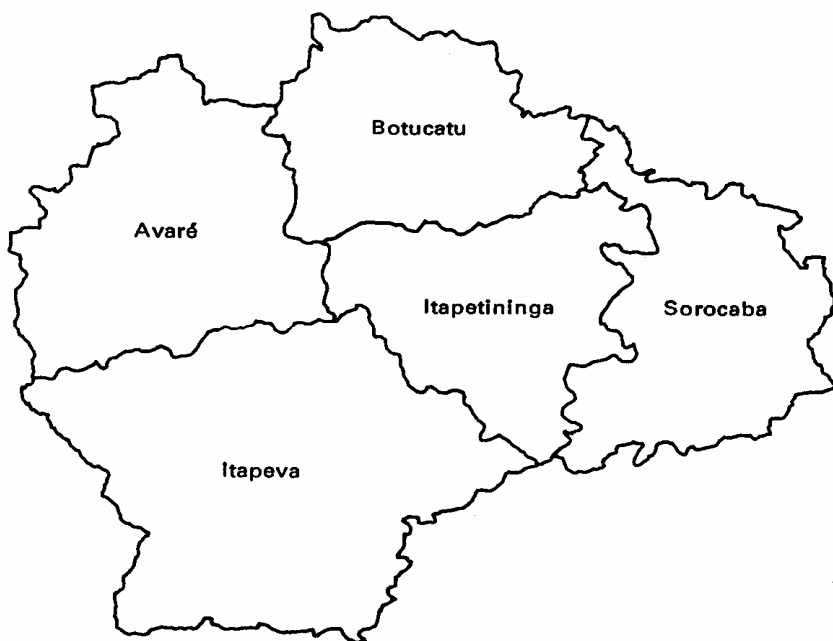 Botucatu
Avaré
Itapetininga
Sorocaba
Itapeva